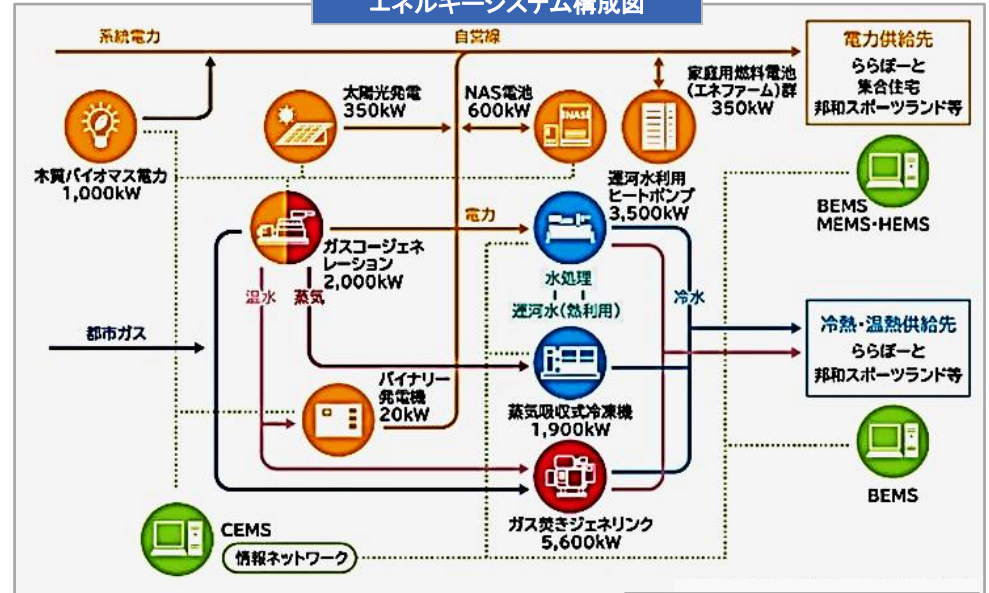 エネルギーシステム構成図
系統電力
自営線
電力供給先
ららぽーと
集合住宅
邦和スポーツランド等
太陽光発電
350kW
NAS電池
600kW
NAS
家庭用燃料電池
(エネファーム)群
350kW
木質バイオマス電力
1,000kW
BEMS
MEMS･HEMS
ガスコージェネ
レーション
2,000kW
電力
運河水利用
ヒートポンプ
3,500kW
温水
蒸気
水処理
運河水(熱利用)
冷水
都市ガス
冷熱･温熱供給先
ららぽーと
邦和スポーツランド等
バイナリー
発電機
20kW
蒸気吸収式冷凍機
1,900kW
BEMS
ガス焚きジェネリンク
5,600kW
CEMS
情報ネットワーク